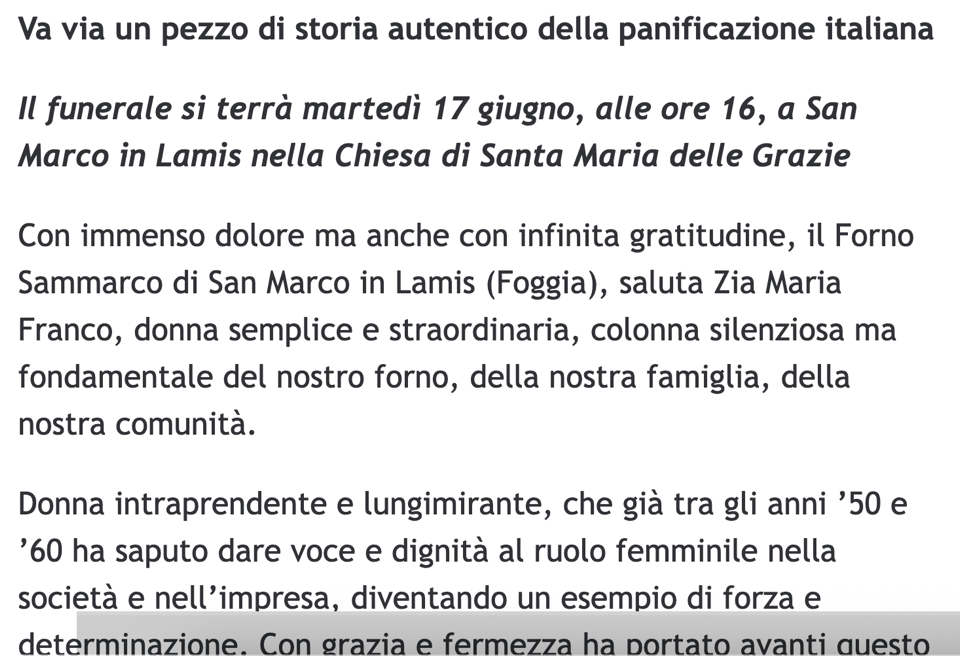 Va via un pezzo di storia autentico della panificazione italiana
Il funerale si terrà martedì 17 giugno, alle ore 16, a San
Marco in Lamis nella Chiesa di Santa Maria delle Grazie
Con immenso dolore ma anche con infinita gratitudine, il Forno
Sammarco di San Marco in Lamis (Foggia), saluta Zia Maria
Franco, donna semplice e straordinaria, colonna silenziosa ma
fondamentale del nostro forno, della nostra famiglia, della
nostra comunità.
Donna intraprendente e lungimirante, che già tra gli anni ’50 e
’60 ha saputo dare voce e dignità al ruolo femminile nella
società e nell’impresa, diventando un esempio di forza e
determinazione. Con grazia e fermezza ha portato avanti questo